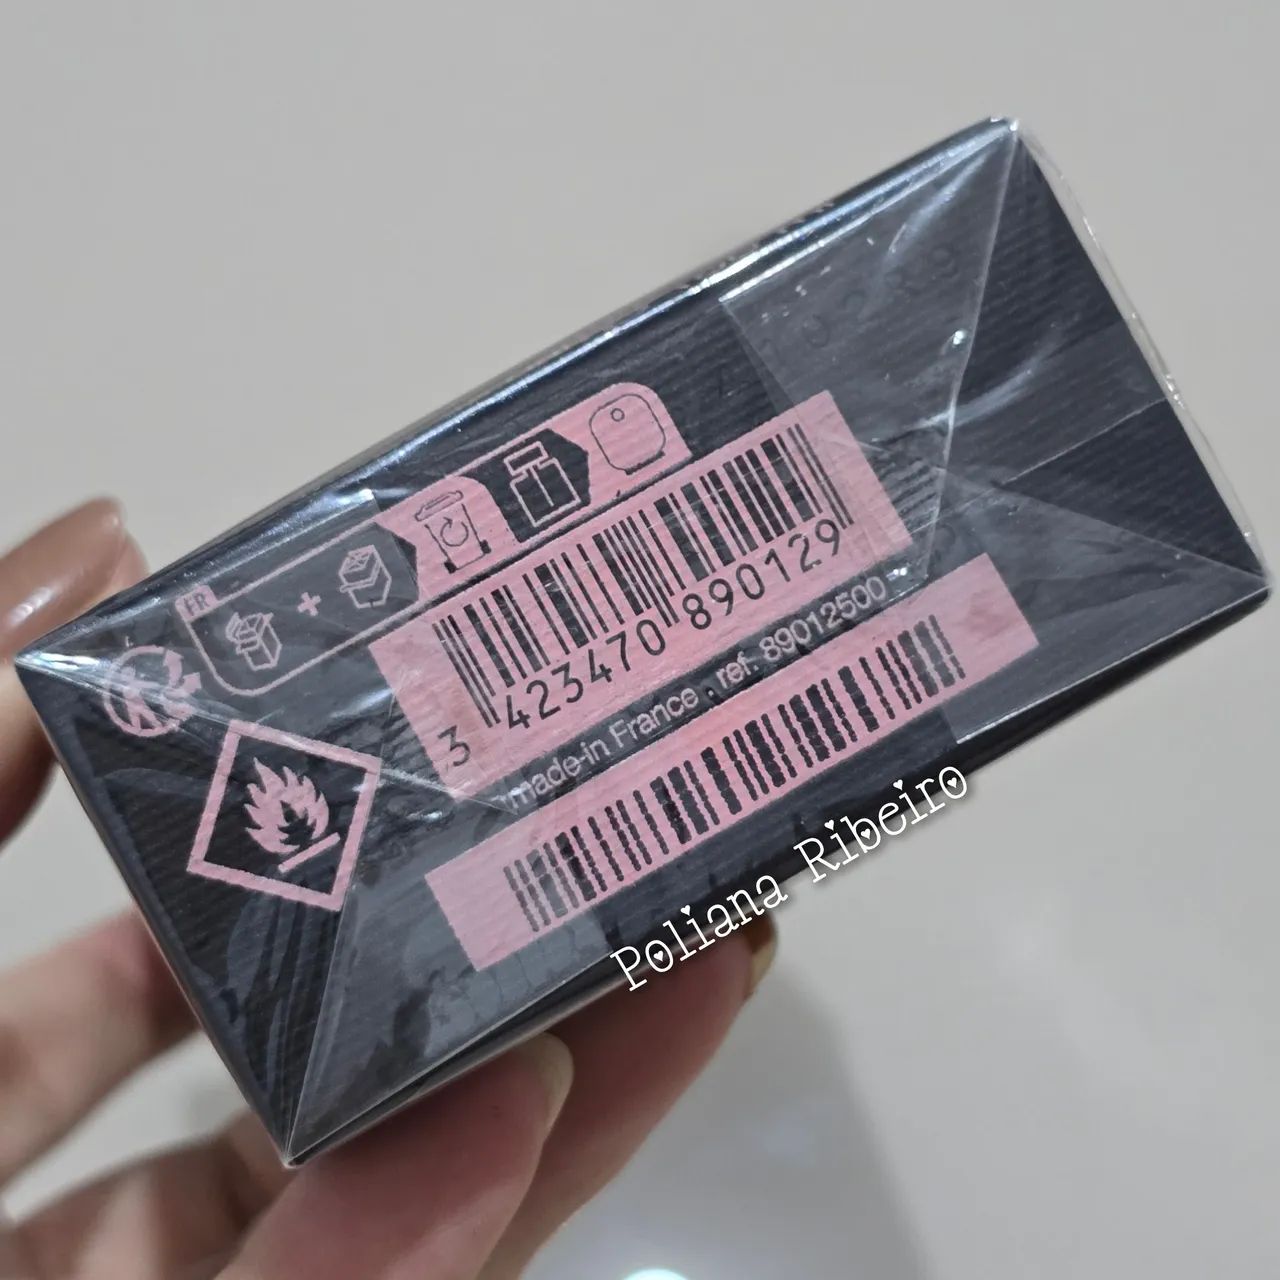 FR
3 423470 890129
made in France . ref. 89012500
Poliana Ribeiro